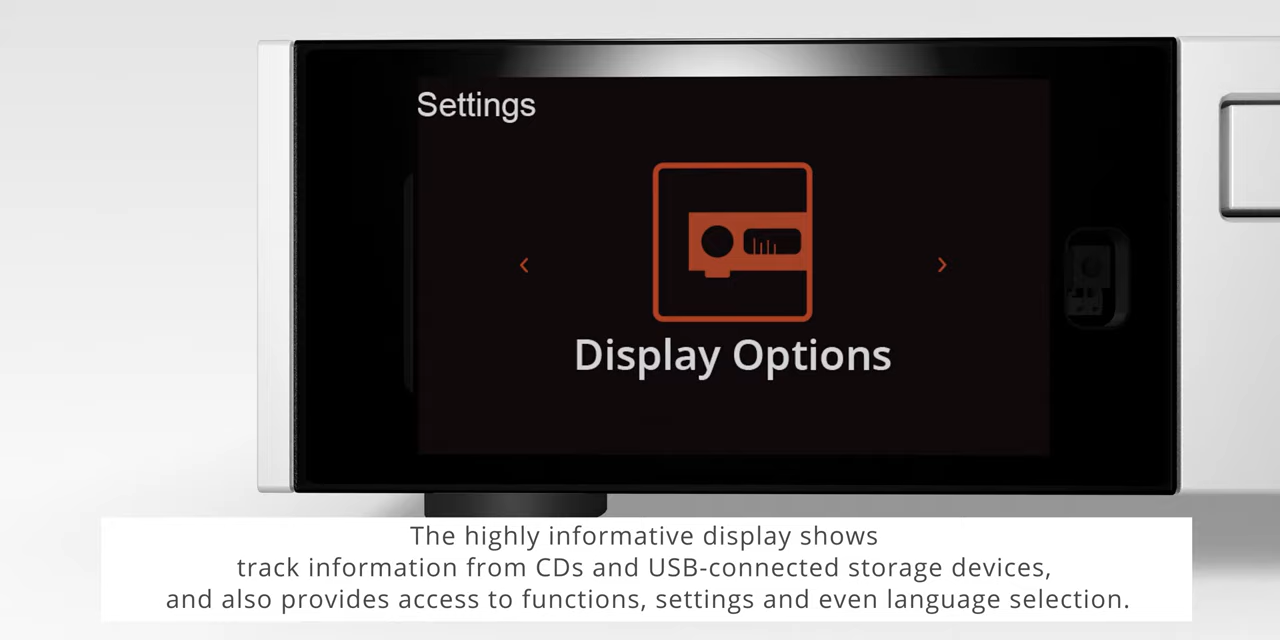 Settings
Display Options
The highly informative display shows
track information from CDs and USB-connected storage devices,
and also provides access to functions, settings and even language selection.